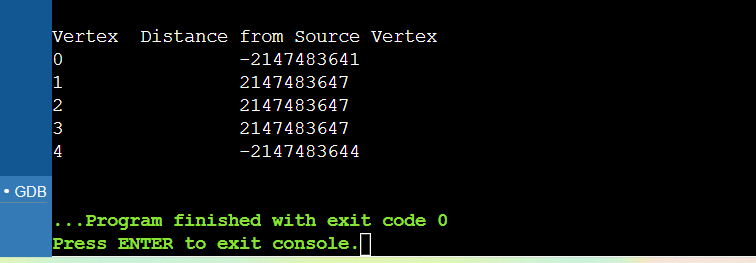 Vertex  Distance from Source Vertex
0                -2147483641
1                2147483647
2                2147483647
3                2147483647
4                -2147483644
• GDB
...Program finished with exit code 0
Press ENTER to exit console.